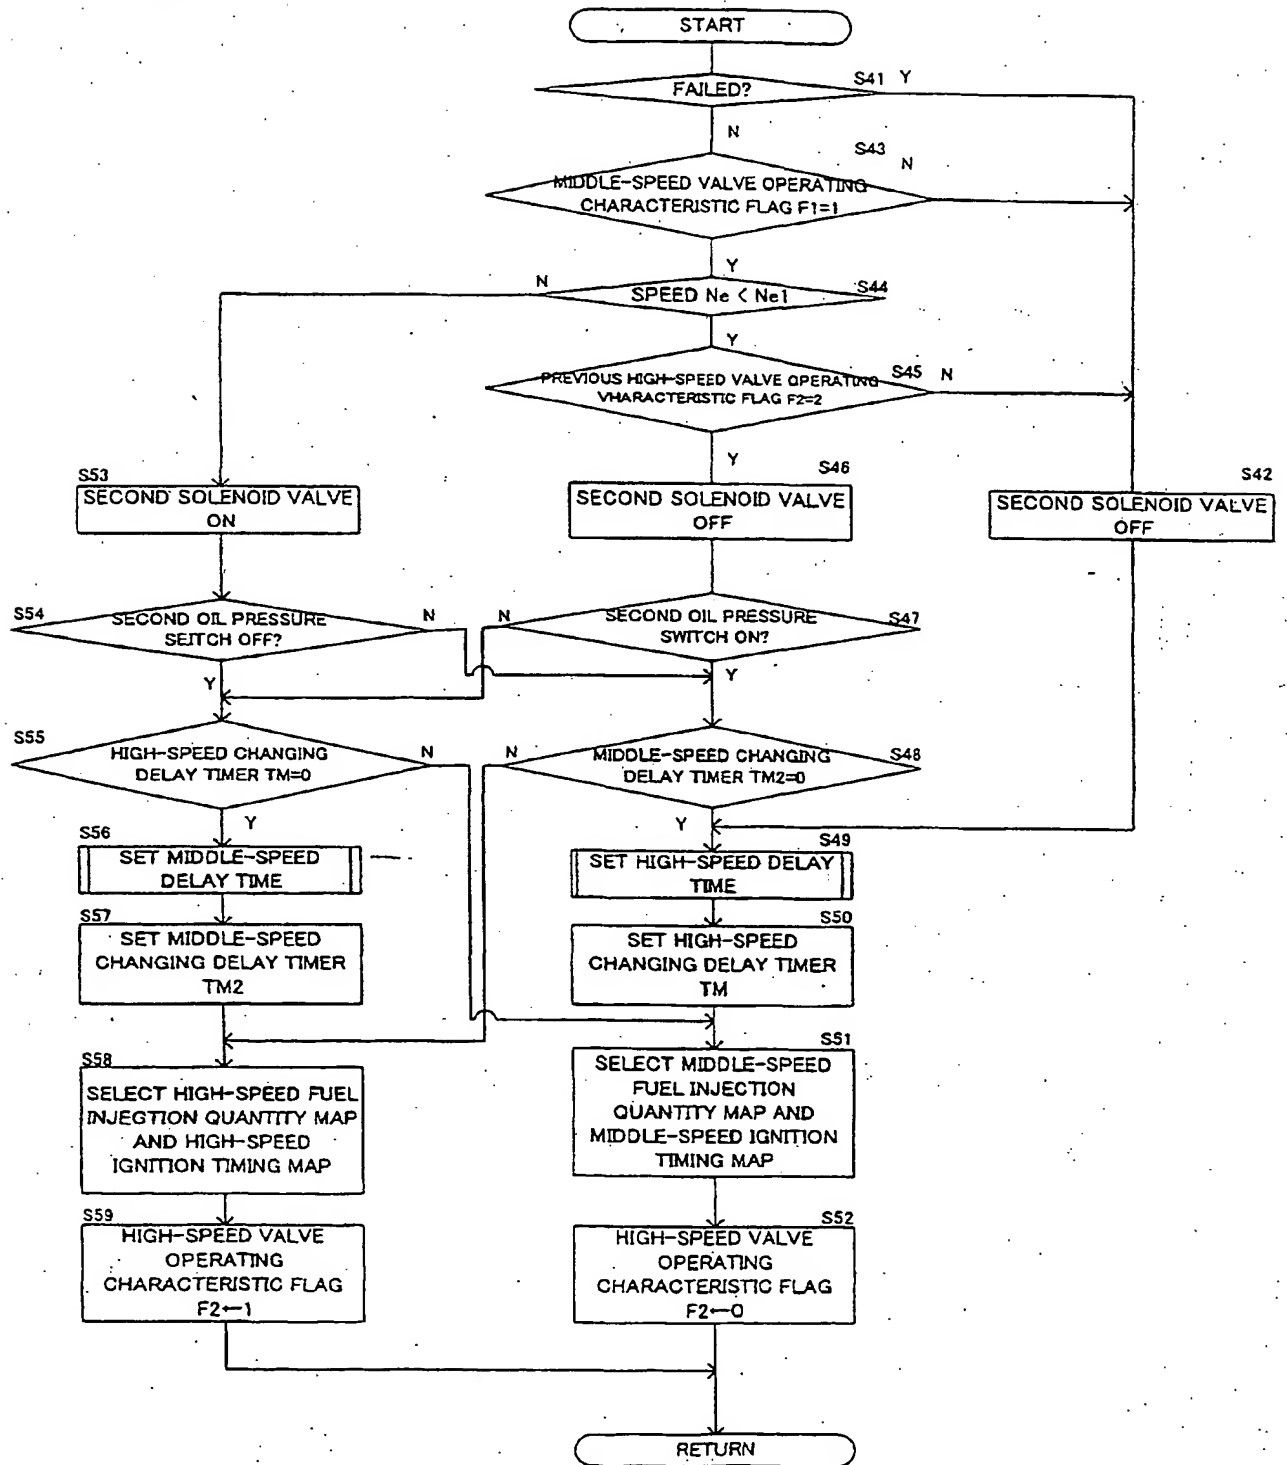 START
FAILED?
S41
Y
N
S43
N
MIDDLE-SPEED VALVE OPERATING
CHARACTERISTIC FLAG F1=1
Y
N
SPEED Ne < Ne1
S44
Y
PREVIOUS HIGH-SPEED VALVE OPERATING
VHARACTERISTIC FLAG F2=2
S45
N
Y
S53
SECOND SOLENOID VALVE
ON
S46
SECOND SOLENOID VALVE
OFF
S42
SECOND SOLENOID VALVE
OFF
S54
SECOND OIL PRESSURE
SEITCH OFF?
N
Y
N
SECOND OIL PRESSURE
SWITCH ON?
S47
Y
S55
HIGH-SPEED CHANGING
DELAY TIMER TM=0
N
Y
N
MIDDLE-SPEED CHANGING
DELAY TIMER TM2=0
S48
Y
S56
SET MIDDLE-SPEED
DELAY TIME
S49
SET HIGH-SPEED DELAY
TIME
S57
SET MIDDLE-SPEED
CHANGING DELAY TIMER
TM2
S50
SET HIGH-SPEED
CHANGING DELAY TIMER
TM
S58
SELECT HIGH-SPEED FUEL
INJEGTION QUANTITY MAP
AND HIGH-SPEED
IGNITION TIMING MAP
S51
SELECT MIDDLE-SPEED
FUEL INJECTION
QUANTITY MAP AND
MIDDLE-SPEED IGNITION
TIMING MAP
S59
HIGH-SPEED VALVE
OPERATING
CHARACTERISTIC FLAG
F2←1
S52
HIGH-SPEED VALVE
OPERATING
CHARACTERISTIC FLAG
F2←0
RETURN